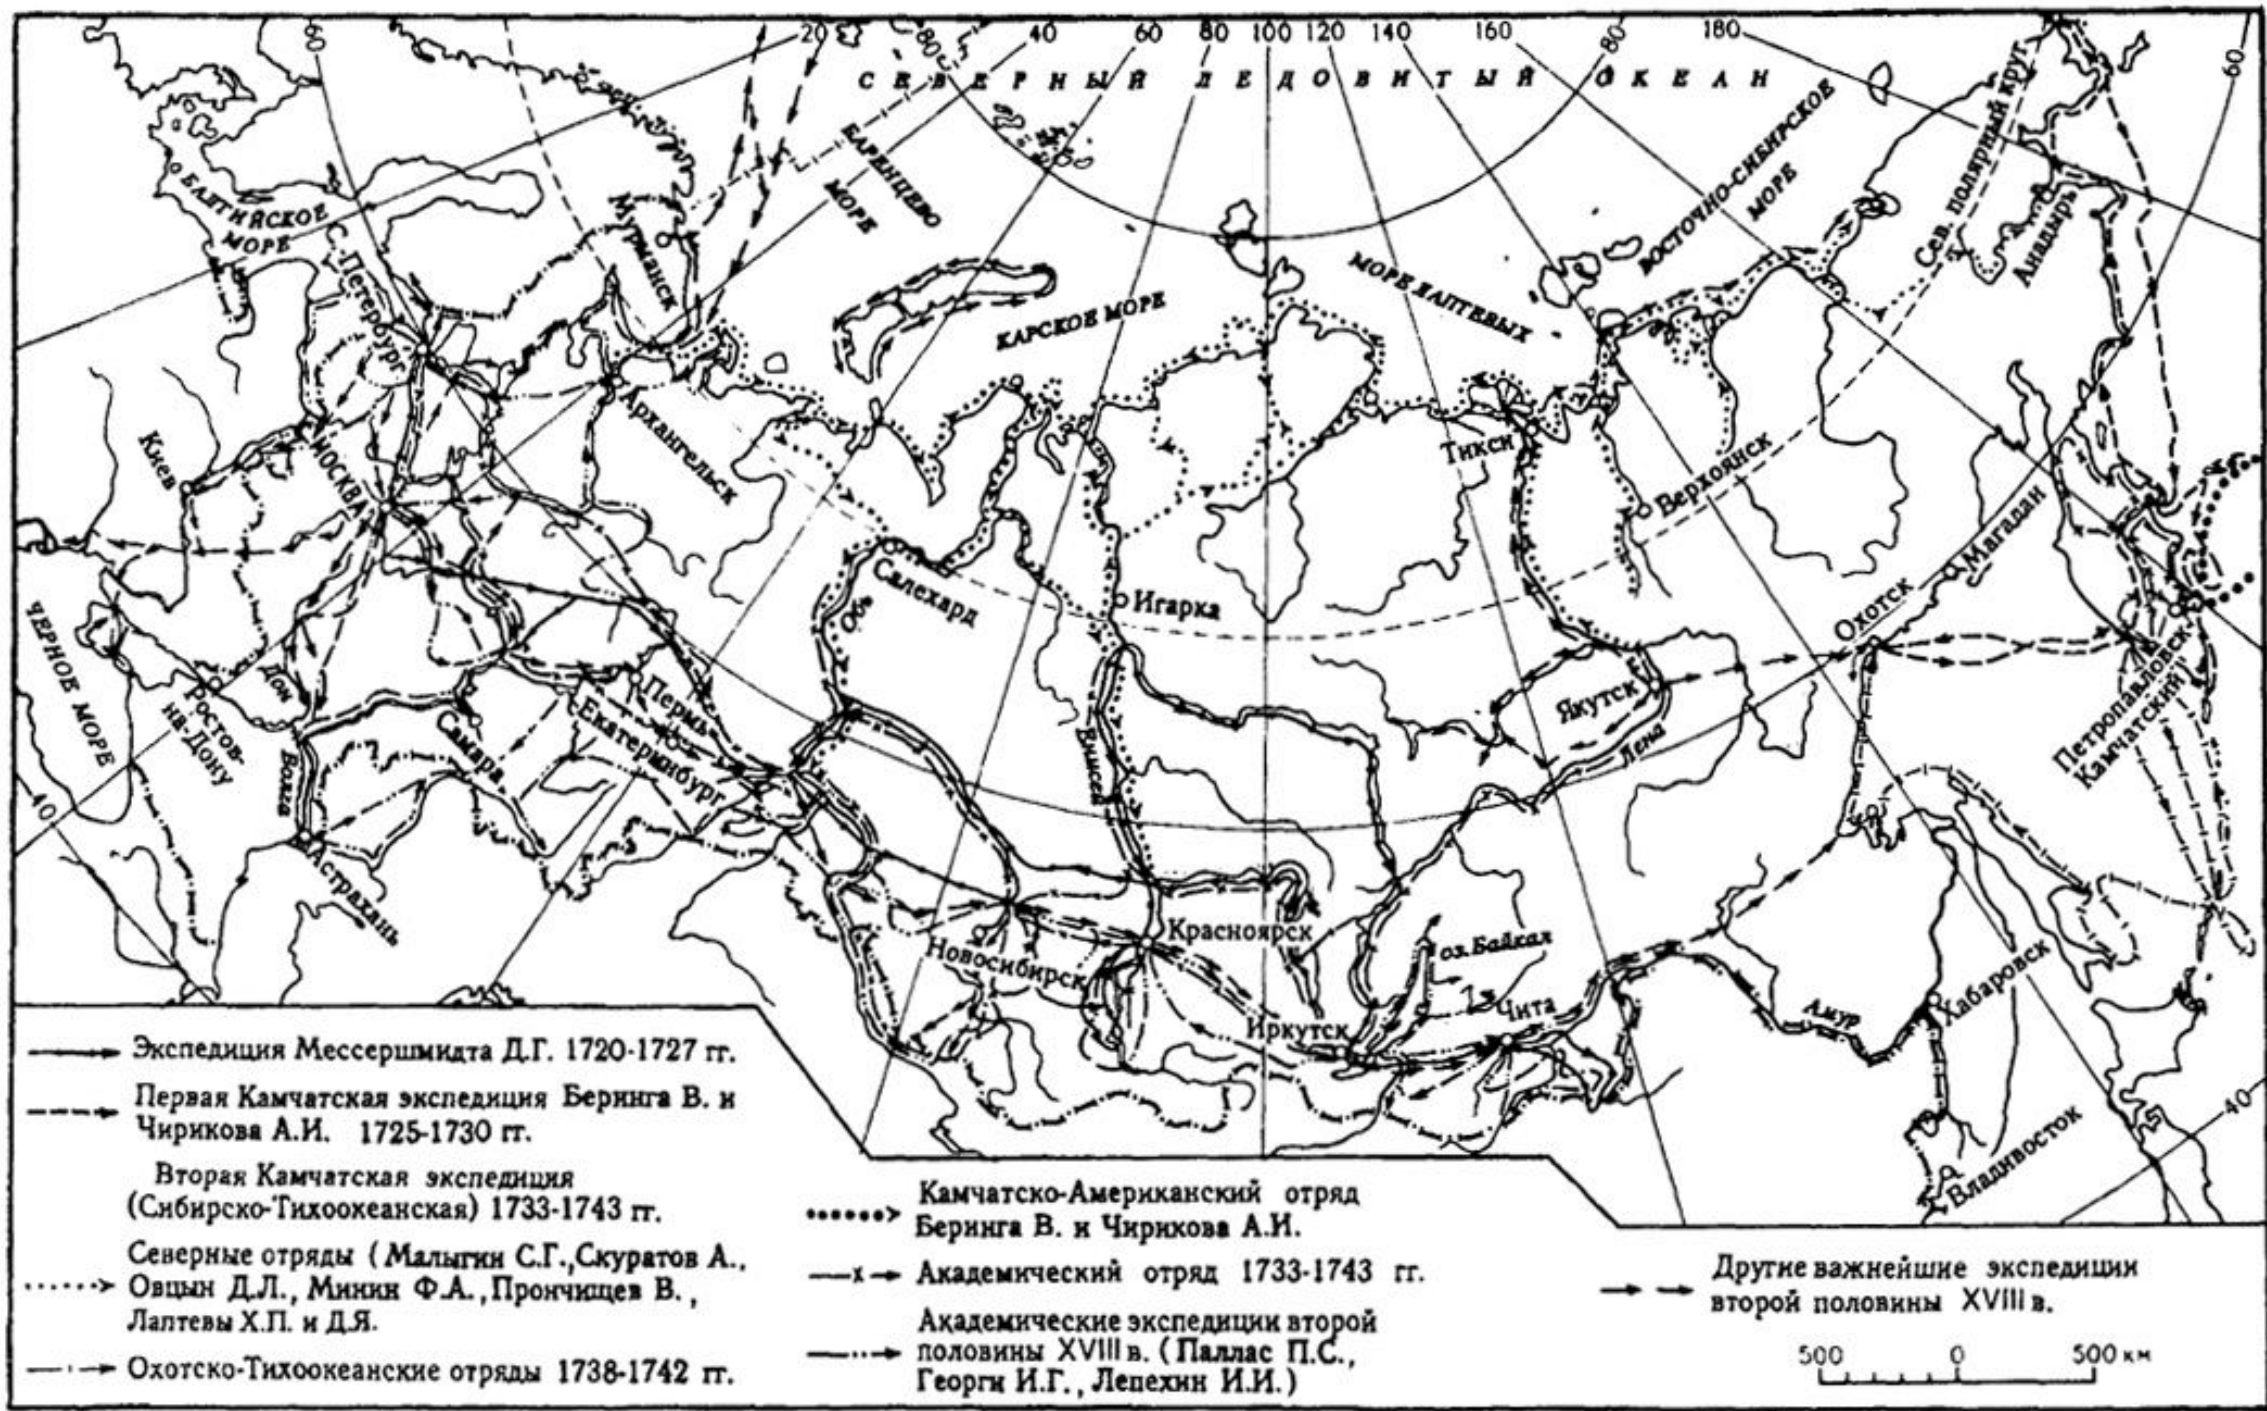 60
20
80
40
60
80
100
120
140
160
80
180
60
СЕВЕРНЫЙ ЛЕДОВИТЫЙ ОКЕАН
БАРЕНЦЕВО
МОРЕ
БАЛТИЙСКОЕ
МОРЕ
С.-Петербург
Мурманск
КАРСКОЕ МОРЕ
МОРЕ ЛАПТЕВЫХ
ВОСТОЧНО-СИБИРСКОЕ
МОРЕ
Сев. полярный круг
Анадырь
Киев
МОСКВА
Архангельск
Тикси
Верхоянск
Магадан
Охотск
Салехард
Обь
Игарка
ЧЕРНОЕ МОРЕ
Дон
Ростов-
на-Дону
Волга
Самара
Пермь
Екатеринбург
Енисей
Якутск
Лена
Петропавловск-
Камчатский
40
Астрахань
Новосибирск
Красноярск
оз. Байкал
Иркутск
Чита
Амур
Хабаровск
Владивосток
40
Экспедиция Мессершмидта Д.Г. 1720-1727 гг.
Первая Камчатская экспедиция Беринга В. и
Чирикова А.И. 1725-1730 гг.
Вторая Камчатская экспедиция
(Сибирско-Тихоокеанская) 1733-1743 гг.
Северные отряды (Малыгин С.Г.,Скуратов А.,
Овцын Д.Л., Минин Ф.А.,Прончищев В.,
Лаптевы Х.П. и Д.Я.
Охотско-Тихоокеанские отряды 1738-1742 гг.
Камчатско-Американский отряд
Беринга В. и Чирикова А.И.
Академический отряд 1733-1743 гг.
Академические экспедиции второй
половины XVIII в. (Паллас П.С.,
Георги И.Г., Лепехин И.И.)
Другие важнейшие экспедиции
второй половины XVIII в.
500 0 500 км